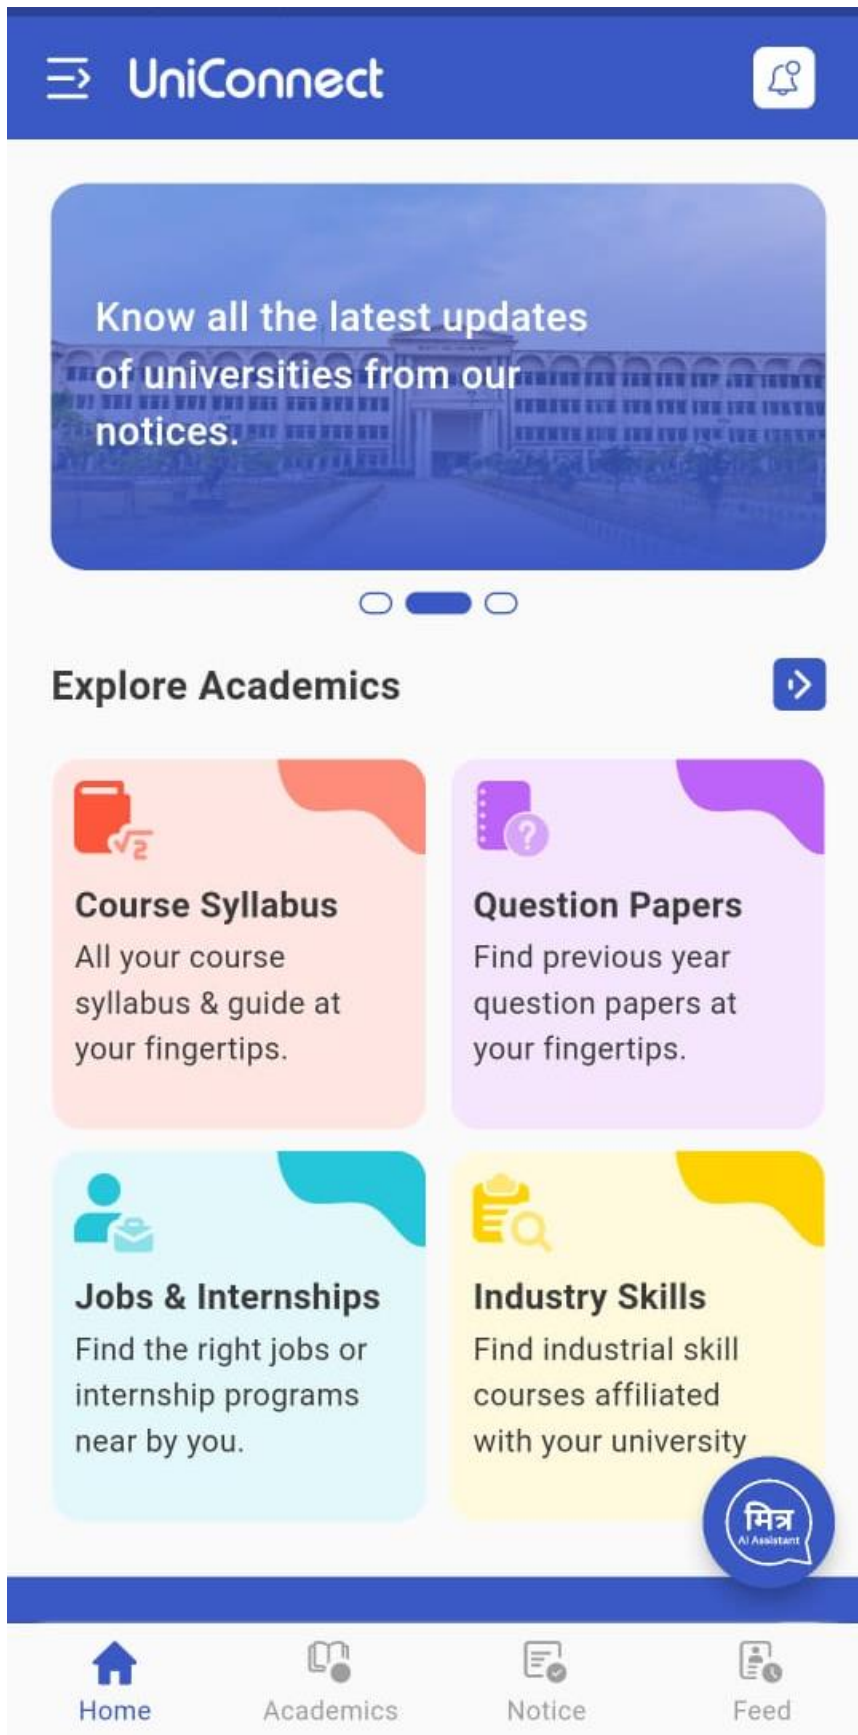 UniConnect
Know all the latest updates
of universities from our
notices.
Explore Academics
√2
Course Syllabus
All your course
syllabus & guide at
your fingertips.
?
Question Papers
Find previous year
question papers at
your fingertips.
Jobs & Internships
Find the right jobs or
internship programs
near by you.
Industry Skills
Find industrial skill
courses affiliated
with your university
मित्र
AI Assistant
Home
Academics
Notice
Feed